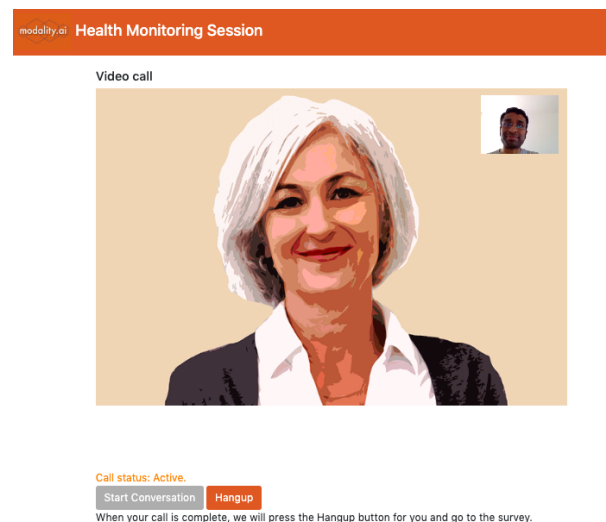 modality.ai Health Monitoring Session
Video call
Call status: Active.
Start Conversation Hangup
When your call is complete, we will press the Hangup button for you and go to the survey.